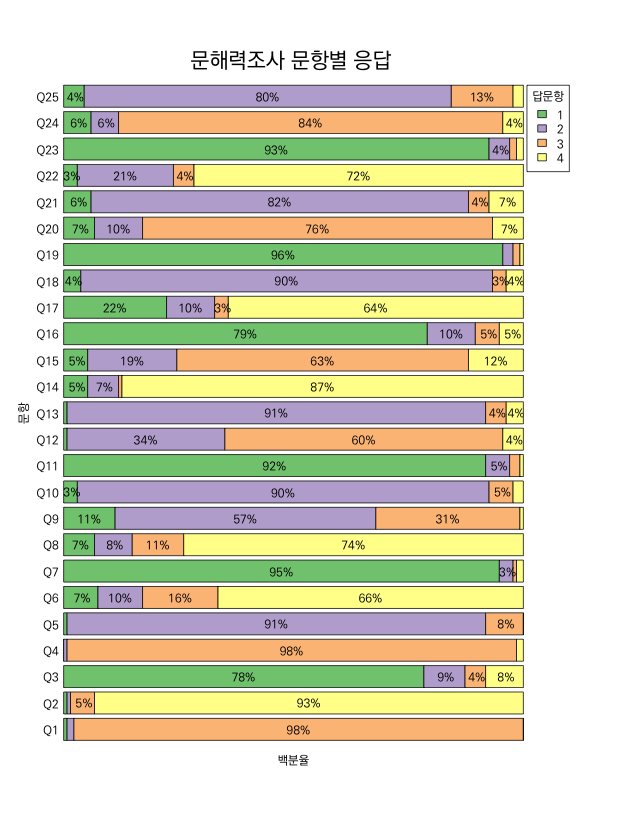 문해력조사 문항별 응답
답문항
1
2
3
4
Q25 4% 80% 13%
Q24 6% 6% 84% 4%
Q23 93% 4%
Q22 3% 21% 4% 72%
Q21 6% 82% 4% 7%
Q20 7% 10% 76% 7%
Q19 96%
Q18 4% 90% 3% 4%
Q17 22% 10% 3% 64%
Q16 79% 10% 5% 5%
Q15 5% 19% 63% 12%
Q14 5% 7% 87%
Q13 91% 4% 4%
Q12 34% 60% 4%
Q11 92% 5%
Q10 3% 90% 5%
Q9 11% 57% 31%
Q8 7% 8% 11% 74%
Q7 95% 3%
Q6 7% 10% 16% 66%
Q5 91% 8%
Q4 98%
Q3 78% 9% 4% 8%
Q2 5% 93%
Q1 98%
문항
백분율